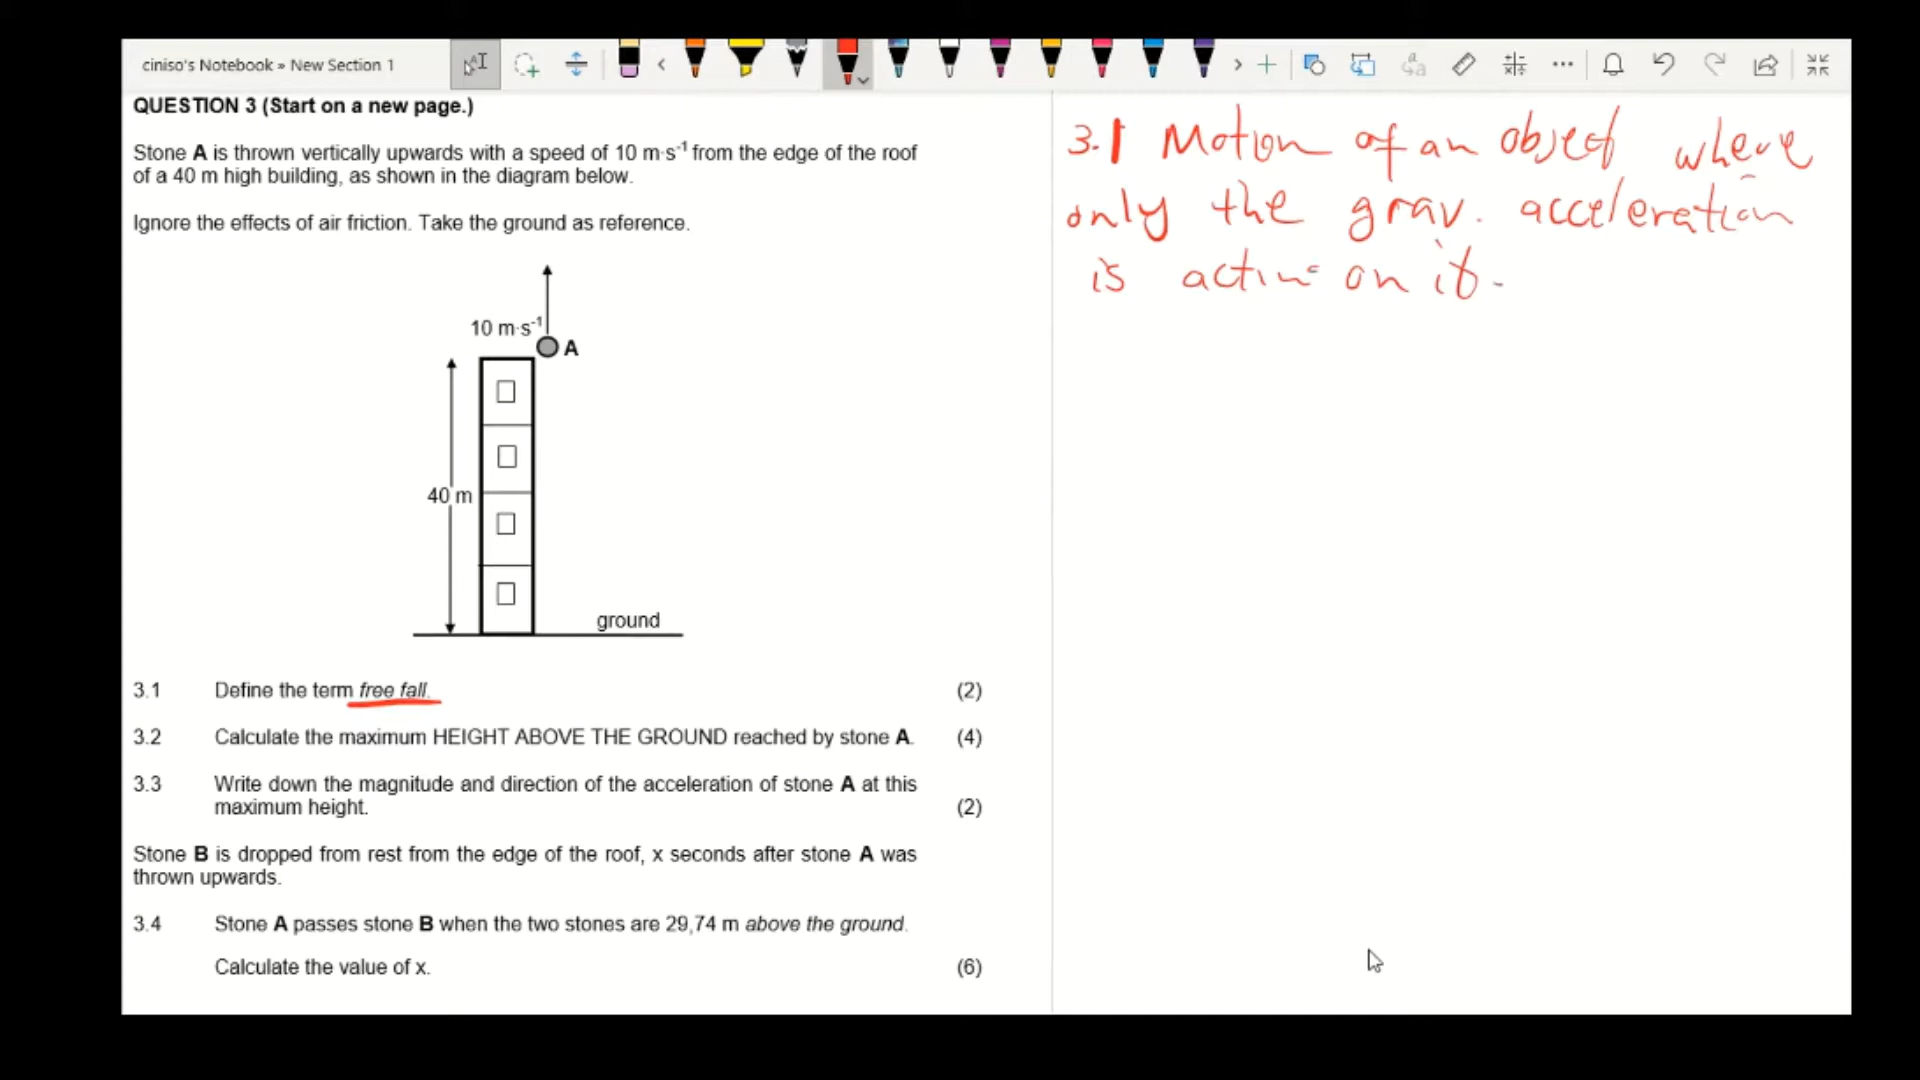 ciniso's Notebook » New Section 1
QUESTION 3 (Start on a new page.)
Stone A is thrown vertically upwards with a speed of 10 m·s⁻¹ from the edge of the roof
of a 40 m high building, as shown in the diagram below.
Ignore the effects of air friction. Take the ground as reference.
10 m·s⁻¹
A
40 m
ground
3.1 Define the term free fall. (2)
3.2 Calculate the maximum HEIGHT ABOVE THE GROUND reached by stone A. (4)
3.3 Write down the magnitude and direction of the acceleration of stone A at this
maximum height. (2)
Stone B is dropped from rest from the edge of the roof, x seconds after stone A was
thrown upwards.
3.4 Stone A passes stone B when the two stones are 29,74 m above the ground.
Calculate the value of x. (6)
3.1 Motion of an object where
only the grav. acceleration
is on it.